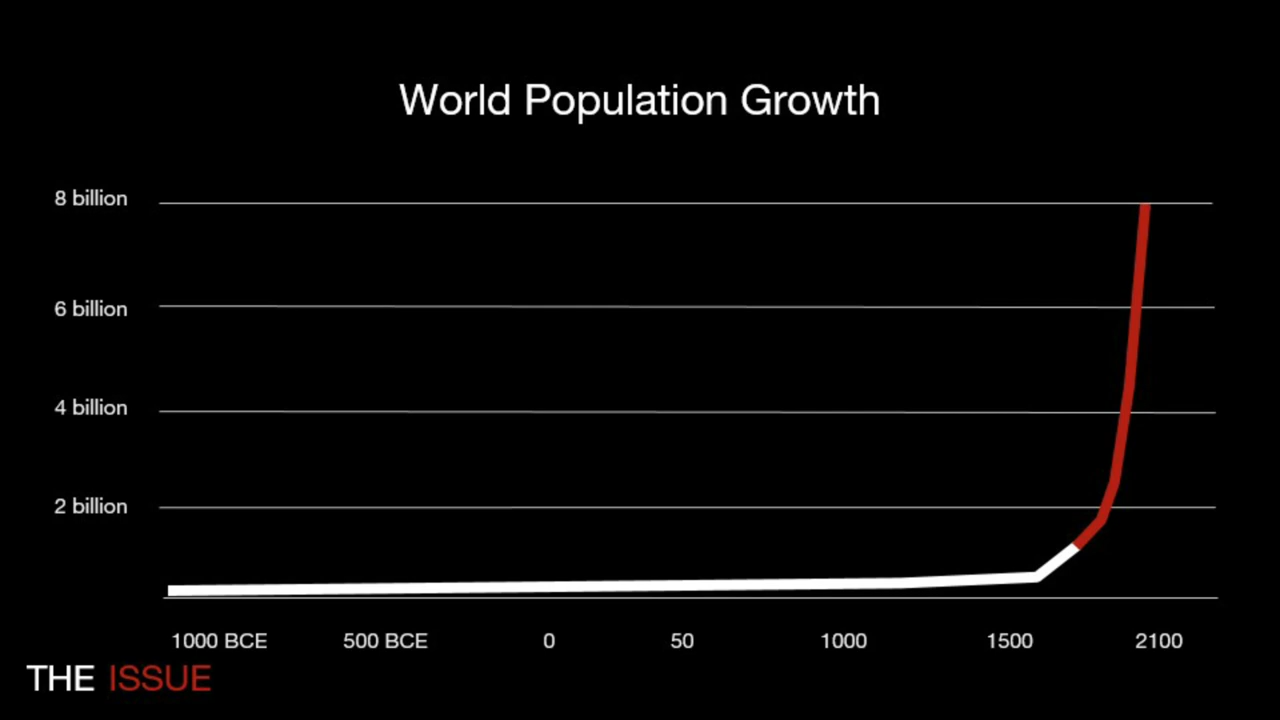 World Population Growth
8 billion
6 billion
4 billion
2 billion
1000 BCE 500 BCE 0 50 1000 1500 2100
THE ISSUE